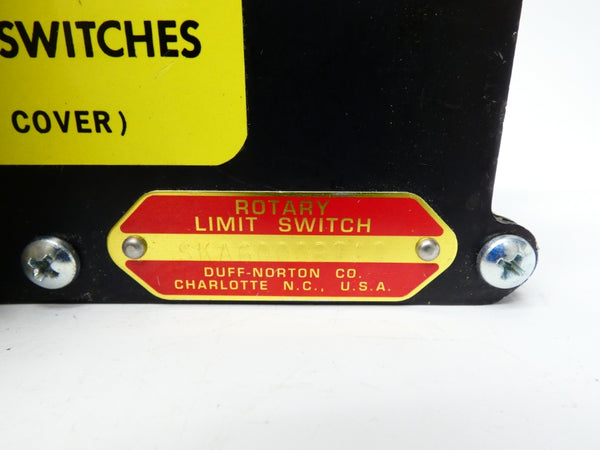 SWITCHES
COVER)
ROTARY
LIMIT SWITCH
DUFF-NORTON CO.
CHARLOTTE N.C., U.S.A.